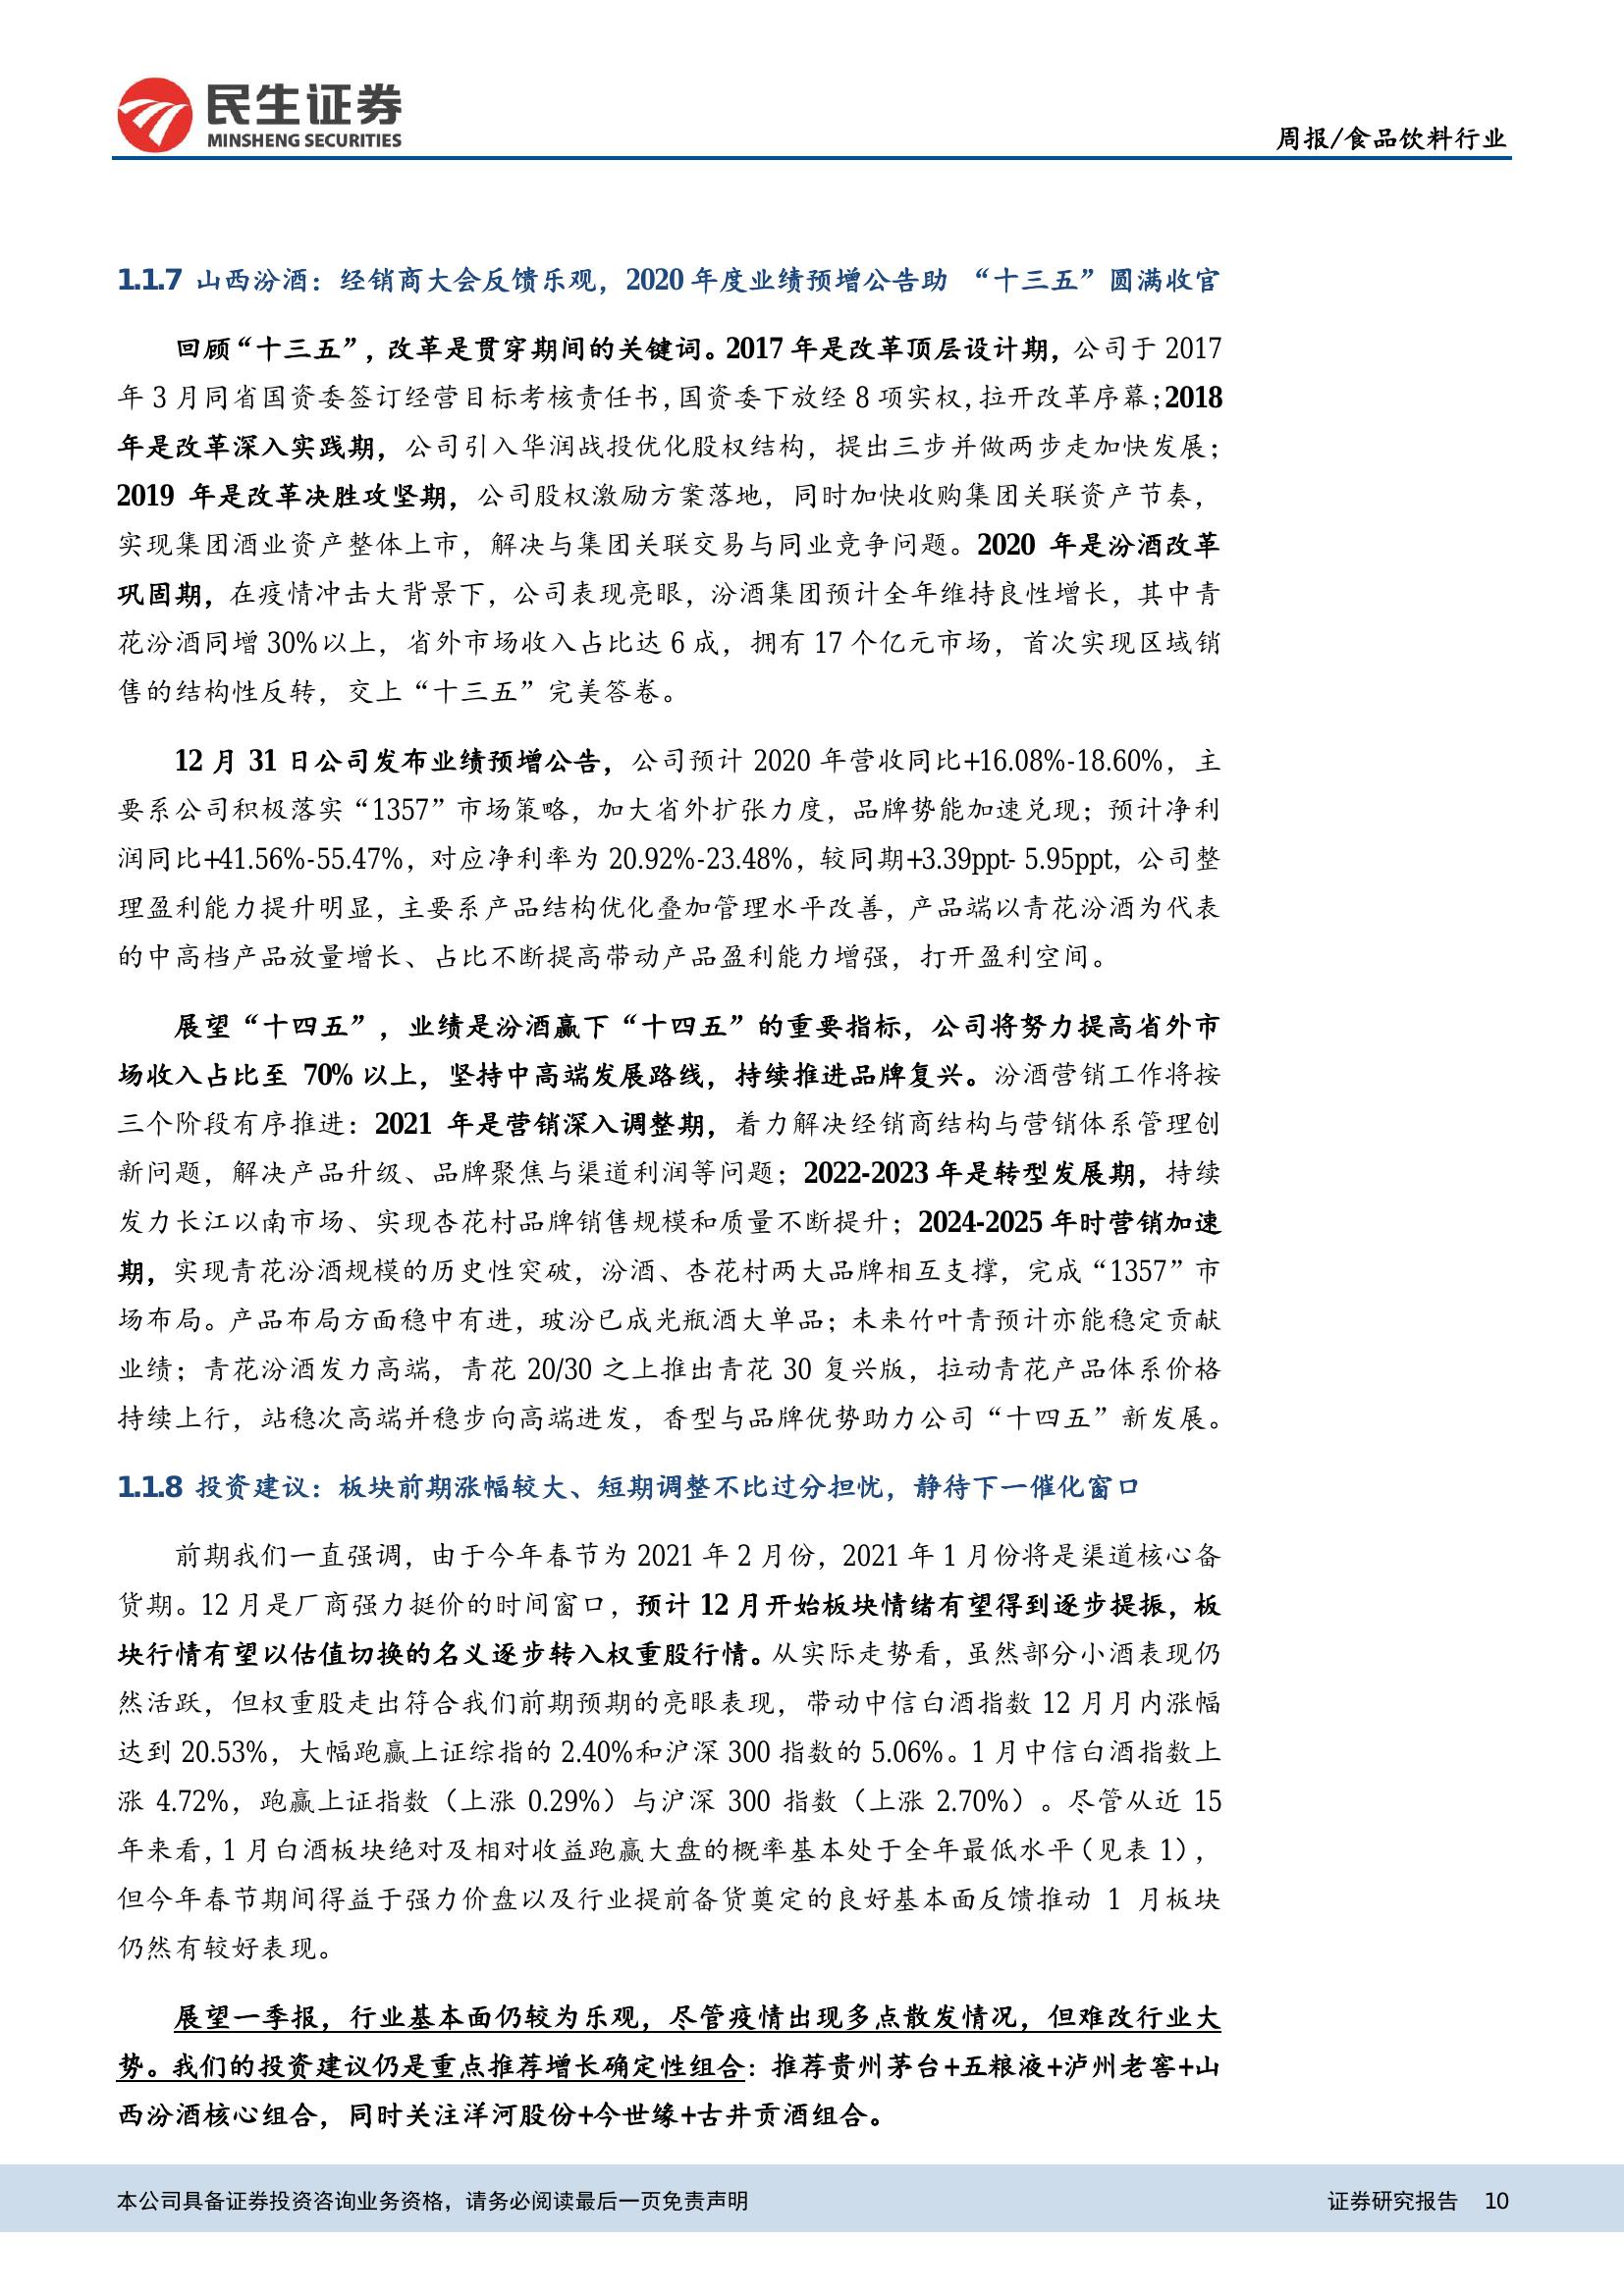 民生证券
MINSHENG SECURITIES
周报/食品饮料行业
1.1.7 山西汾酒：经销商大会反馈乐观，2020 年度业绩预增公告助 “十三五”圆满收官
回顾“十三五”，改革是贯穿期间的关键词。2017 年是改革顶层设计期，公司于 2017
年 3 月同省国资委签订经营目标考核责任书，国资委下放经 8 项实权，拉开改革序幕；2018
年是改革深入实践期，公司引入华润战投优化股权结构，提出三步并做两步走加快发展；
2019 年是改革决胜攻坚期，公司股权激励方案落地，同时加快收购集团关联资产节奏，
实现集团酒业资产整体上市，解决与集团关联交易与同业竞争问题。2020 年是汾酒改革
巩固期，在疫情冲击大背景下，公司表现亮眼，汾酒集团预计全年维持良性增长，其中青
花汾酒同增 30%以上，省外市场收入占比达 6 成，拥有 17 个亿元市场，首次实现区域销
售的结构性反转，交上“十三五”完美答卷。
12 月 31 日公司发布业绩预增公告，公司预计 2020 年营收同比+16.08%-18.60%，主
要系公司积极落实“1357”市场策略，加大省外扩张力度，品牌势能加速兑现；预计净利
润同比+41.56%-55.47%，对应净利率为 20.92%-23.48%，较同期+3.39ppt- 5.95ppt，公司整
理盈利能力提升明显，主要系产品结构优化叠加管理水平改善，产品端以青花汾酒为代表
的中高档产品放量增长、占比不断提高带动产品盈利能力增强，打开盈利空间。
展望“十四五”，业绩是汾酒赢下“十四五”的重要指标，公司将努力提高省外市
场收入占比至 70%以上，坚持中高端发展路线，持续推进品牌复兴。汾酒营销工作将按
三个阶段有序推进：2021 年是营销深入调整期，着力解决经销商结构与营销体系管理创
新问题，解决产品升级、品牌聚焦与渠道利润等问题；2022-2023 年是转型发展期，持续
发力长江以南市场、实现杏花村品牌销售规模和质量不断提升；2024-2025 年时营销加速
期，实现青花汾酒规模的历史性突破，汾酒、杏花村两大品牌相互支撑，完成“1357”市
场布局。产品布局方面稳中有进，玻汾已成光瓶酒大单品；未来竹叶青预计亦能稳定贡献
业绩；青花汾酒发力高端，青花 20/30 之上推出青花 30 复兴版，拉动青花产品体系价格
持续上行，站稳次高端并稳步向高端进发，香型与品牌优势助力公司“十四五”新发展。
1.1.8 投资建议：板块前期涨幅较大、短期调整不比过分担忧，静待下一催化窗口
前期我们一直强调，由于今年春节为 2021 年 2 月份，2021 年 1 月份将是渠道核心备
货期。12 月是厂商强力挺价的时间窗口，预计 12 月开始板块情绪有望得到逐步提振，板
块行情有望以估值切换的名义逐步转入权重股行情。从实际走势看，虽然部分小酒表现仍
然活跃，但权重股走出符合我们前期预期的亮眼表现，带动中信白酒指数 12 月月内涨幅
达到 20.53%，大幅跑赢上证综指的 2.40%和沪深 300 指数的 5.06%。1 月中信白酒指数上
涨 4.72%，跑赢上证指数（上涨 0.29%）与沪深 300 指数（上涨 2.70%）。尽管从近 15
年来看，1 月白酒板块绝对及相对收益跑赢大盘的概率基本处于全年最低水平（见表 1），
但今年春节期间得益于强力价盘以及行业提前备货奠定的良好基本面反馈推动 1 月板块
仍然有较好表现。
展望一季报，行业基本面仍较为乐观，尽管疫情出现多点散发情况，但难改行业大
势。我们的投资建议仍是重点推荐增长确定性组合：推荐贵州茅台+五粮液+泸州老窖+山
西汾酒核心组合，同时关注洋河股份+今世缘+古井贡酒组合。
本公司具备证券投资咨询业务资格，请务必阅读最后一页免责声明
证券研究报告 10